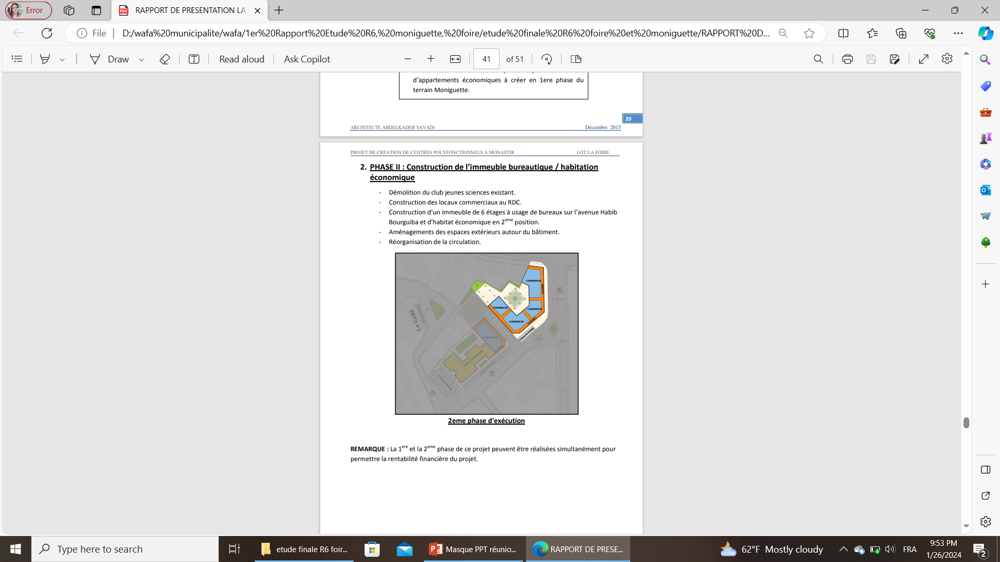 Error
RAPPORT DE PRESENTATION LA
File
D:/wafa%20municipalite/wafa/1er%20Rapport%20Etude%20R6,%20moniguette,%20foire/etude%20finale%20R6%20foire%20et%20moniguette/RAPPORT%20D...
Draw
Read aloud
Ask Copilot
41
of 51
d’appartements économiques à créer en 1ere phase du
terrain Moniguette.
39
ARCHITECTE ABDELKADER SAYADI Décembre 2015
PROJET DE CREATION DE CENTRES POLYFONCTIONNELS A MONASTIR LOT LA FOIRE
2. PHASE II : Construction de l’immeuble bureautique / habitation
économique
- Démolition du club jeunes sciences existant.
- Construction des locaux commerciaux au RDC.
- Construction d’un immeuble de 6 étages à usage de bureaux sur l’avenue Habib
Bourguiba et d’habitat économique en 2eme position.
- Aménagements des espaces extérieurs autour du bâtiment.
- Réorganisation de la circulation.
COMMERCES
GALERIE
20
COMMERCES
COMMERCES
COMMERCES
LA GARE
COMMERCES
15
12
2eme phase d'exécution
REMARQUE : La 1ere et la 2eme phase de ce projet peuvent être réalisées simultanément pour
permettre la rentabilité financière du projet.
Type here to search
etude finale R6 foir...
Masque PPT réunio...
RAPPORT DE PRESE...
62°F Mostly cloudy
FRA
9:53 PM
1/26/2024
2